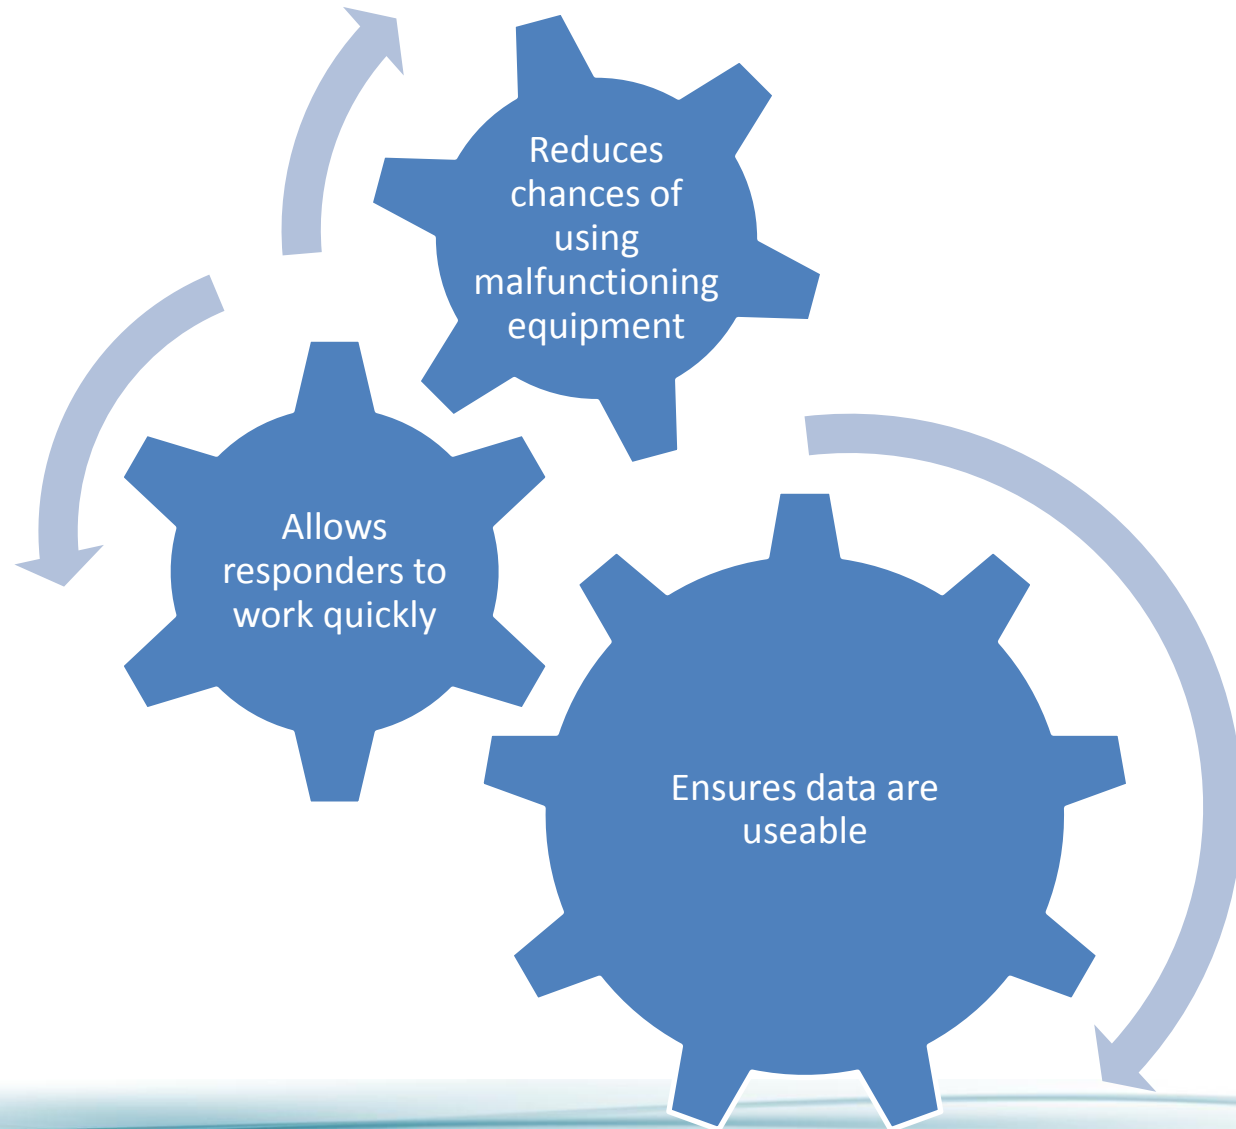 Reduces
chances of
using
malfunctioning
equipment
Allows
responders to
work quickly
Ensures data are
useable